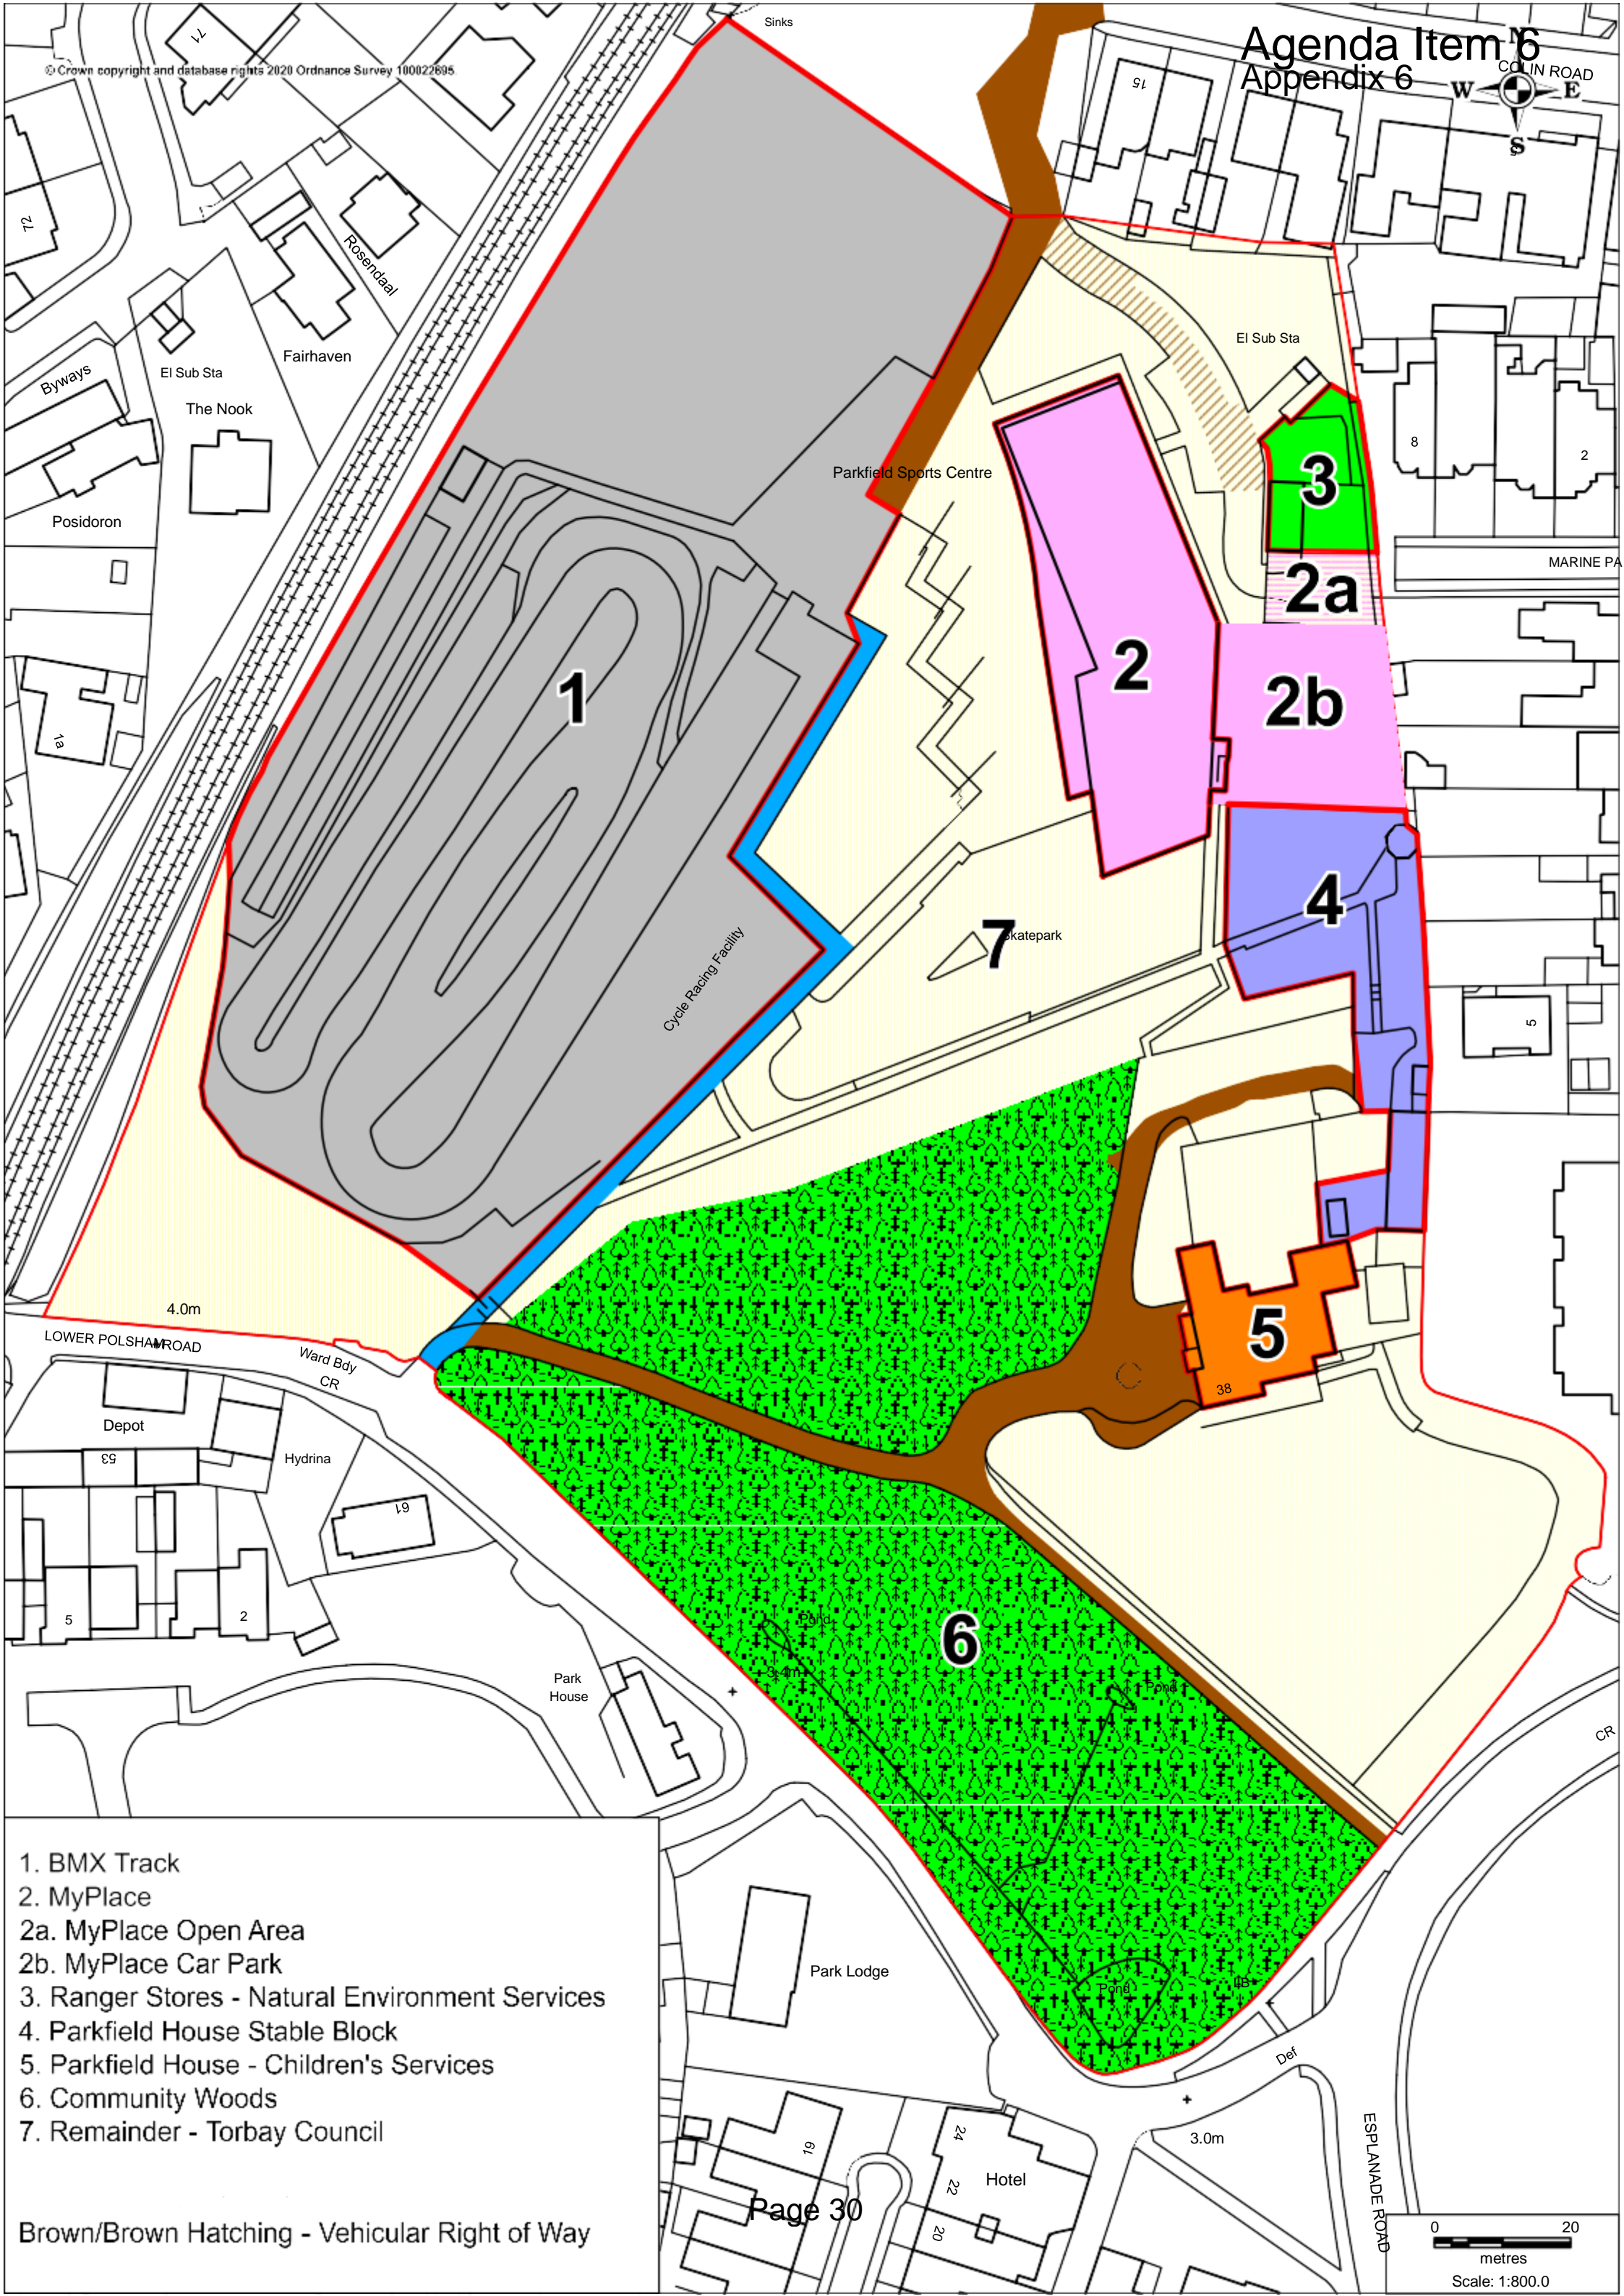 Sinks
Agenda Item 6
Appendix 6
N
W
E
S
COLIN ROAD
71
© Crown copyright and database rights 2020 Ordnance Survey 100022695
15
5
72
Rosendaal
Fairhaven
El Sub Sta
Byways
El Sub Sta
The Nook
8
2
3
Parkfield Sports Centre
Posidoron
MARINE PA
2a
2
2b
1
1a
4
7
Skatepark
Cycle Racing Facility
5
4.0m
5
38
LOWER POLSHAM ROAD
Ward Bdy
CR
Depot
53
Hydrina
61
5
2
Pond
6
3.4m
Pond
Park
House
CR
1. BMX Track
2. MyPlace
2a. MyPlace Open Area
2b. MyPlace Car Park
3. Ranger Stores - Natural Environment Services
4. Parkfield House Stable Block
5. Parkfield House - Children's Services
6. Community Woods
7. Remainder - Torbay Council
Brown/Brown Hatching - Vehicular Right of Way
Park Lodge
Pond
LB
Def
3.0m
ESPLANADE ROAD
19
24
22
20
Hotel
Page 30
0
20
metres
Scale: 1:800.0